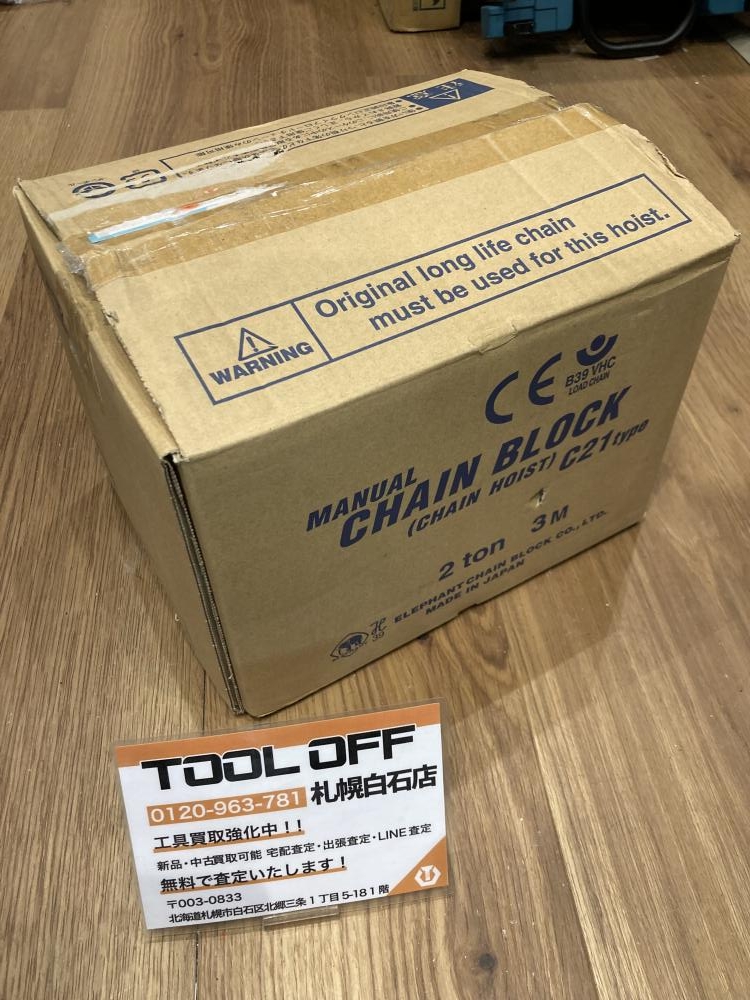 WARNING
Original long life chain
must be used for this hoist.
CE
B39 VHC
LOAD CHAIN
MANUAL
CHAIN BLOCK
(CHAIN HOIST) C21 type
2 ton 3M
ELEPHANT CHAIN BLOCK CO., LTD.
MADE IN JAPAN
39
TOOL OFF
0120-963-781 札幌白石店
工具買取強化中!!
新品・中古買取可能 宅配査定・出張査定・LINE査定
無料で査定いたします!
〒003-0833
北海道札幌市白石区北郷三条1丁目5-18 1階